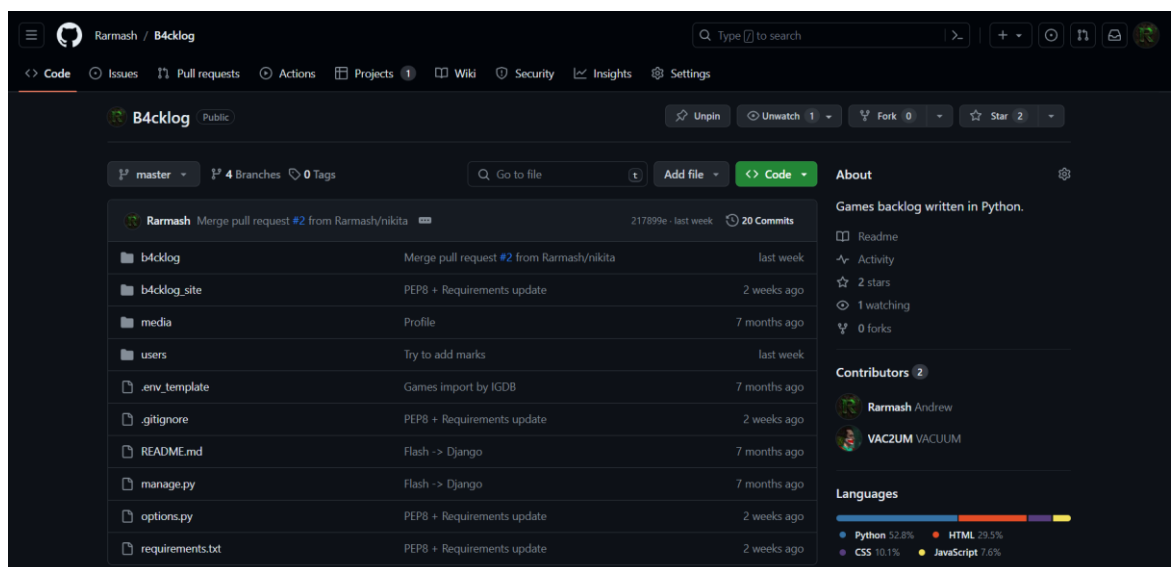 Rarmash / B4cklog
Type / to search
Code Issues Pull requests Actions Projects 1 Wiki Security Insights Settings
B4cklog Public
Unpin Unwatch 1 Fork 0 Star 2
master 4 Branches 0 Tags Go to file t Add file Code
About
Games backlog written in Python.
Rarmash Merge pull request #2 from Rarmash/nikita 217899e · last week 20 Commits
Readme
b4cklog Merge pull request #2 from Rarmash/nikita last week
Activity
b4cklog_site PEP8 + Requirements update 2 weeks ago
2 stars
1 watching
media Profile 7 months ago
0 forks
users Try to add marks last week
Contributors 2
.env_template Games import by IGDB 7 months ago
Rarmash Andrew
.gitignore PEP8 + Requirements update 2 weeks ago
VAC2UM VACUUM
README.md Flash -> Django 7 months ago
manage.py Flash -> Django 7 months ago
Languages
options.py PEP8 + Requirements update 2 weeks ago
Python 52.8% HTML 29.5%
requirements.txt PEP8 + Requirements update 2 weeks ago
CSS 10.1% JavaScript 7.6%